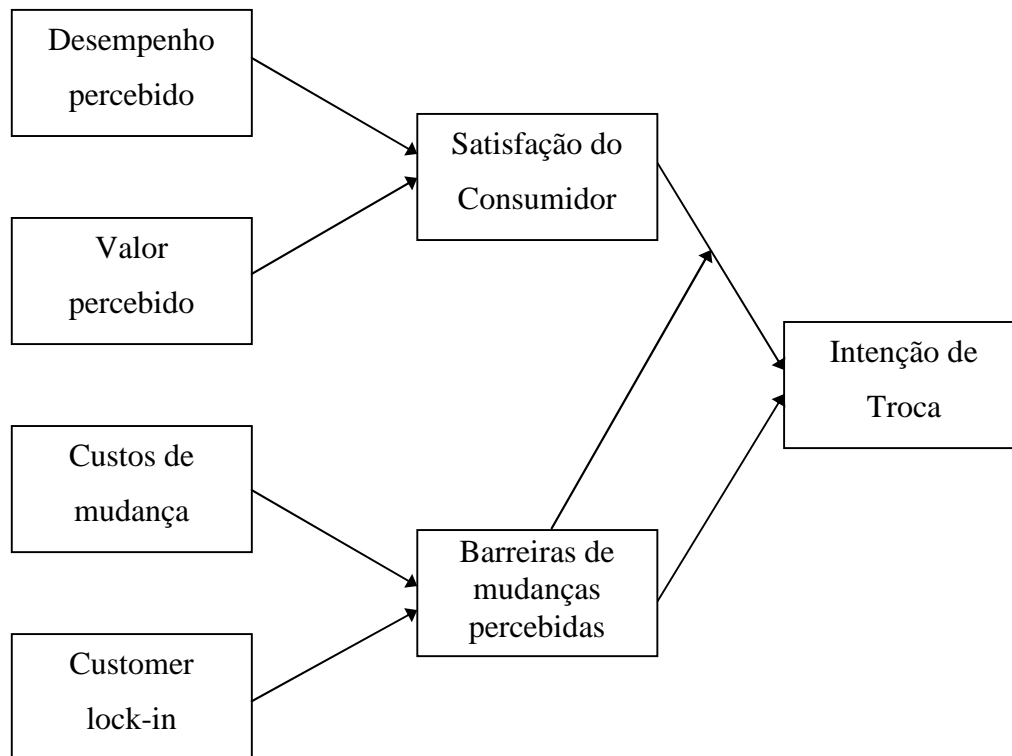 Desempenho
percebido
Satisfação do
Consumidor
Valor
percebido
Intenção de
Troca
Custos de
mudança
Barreiras de
mudanças
percebidas
Customer
lock-in